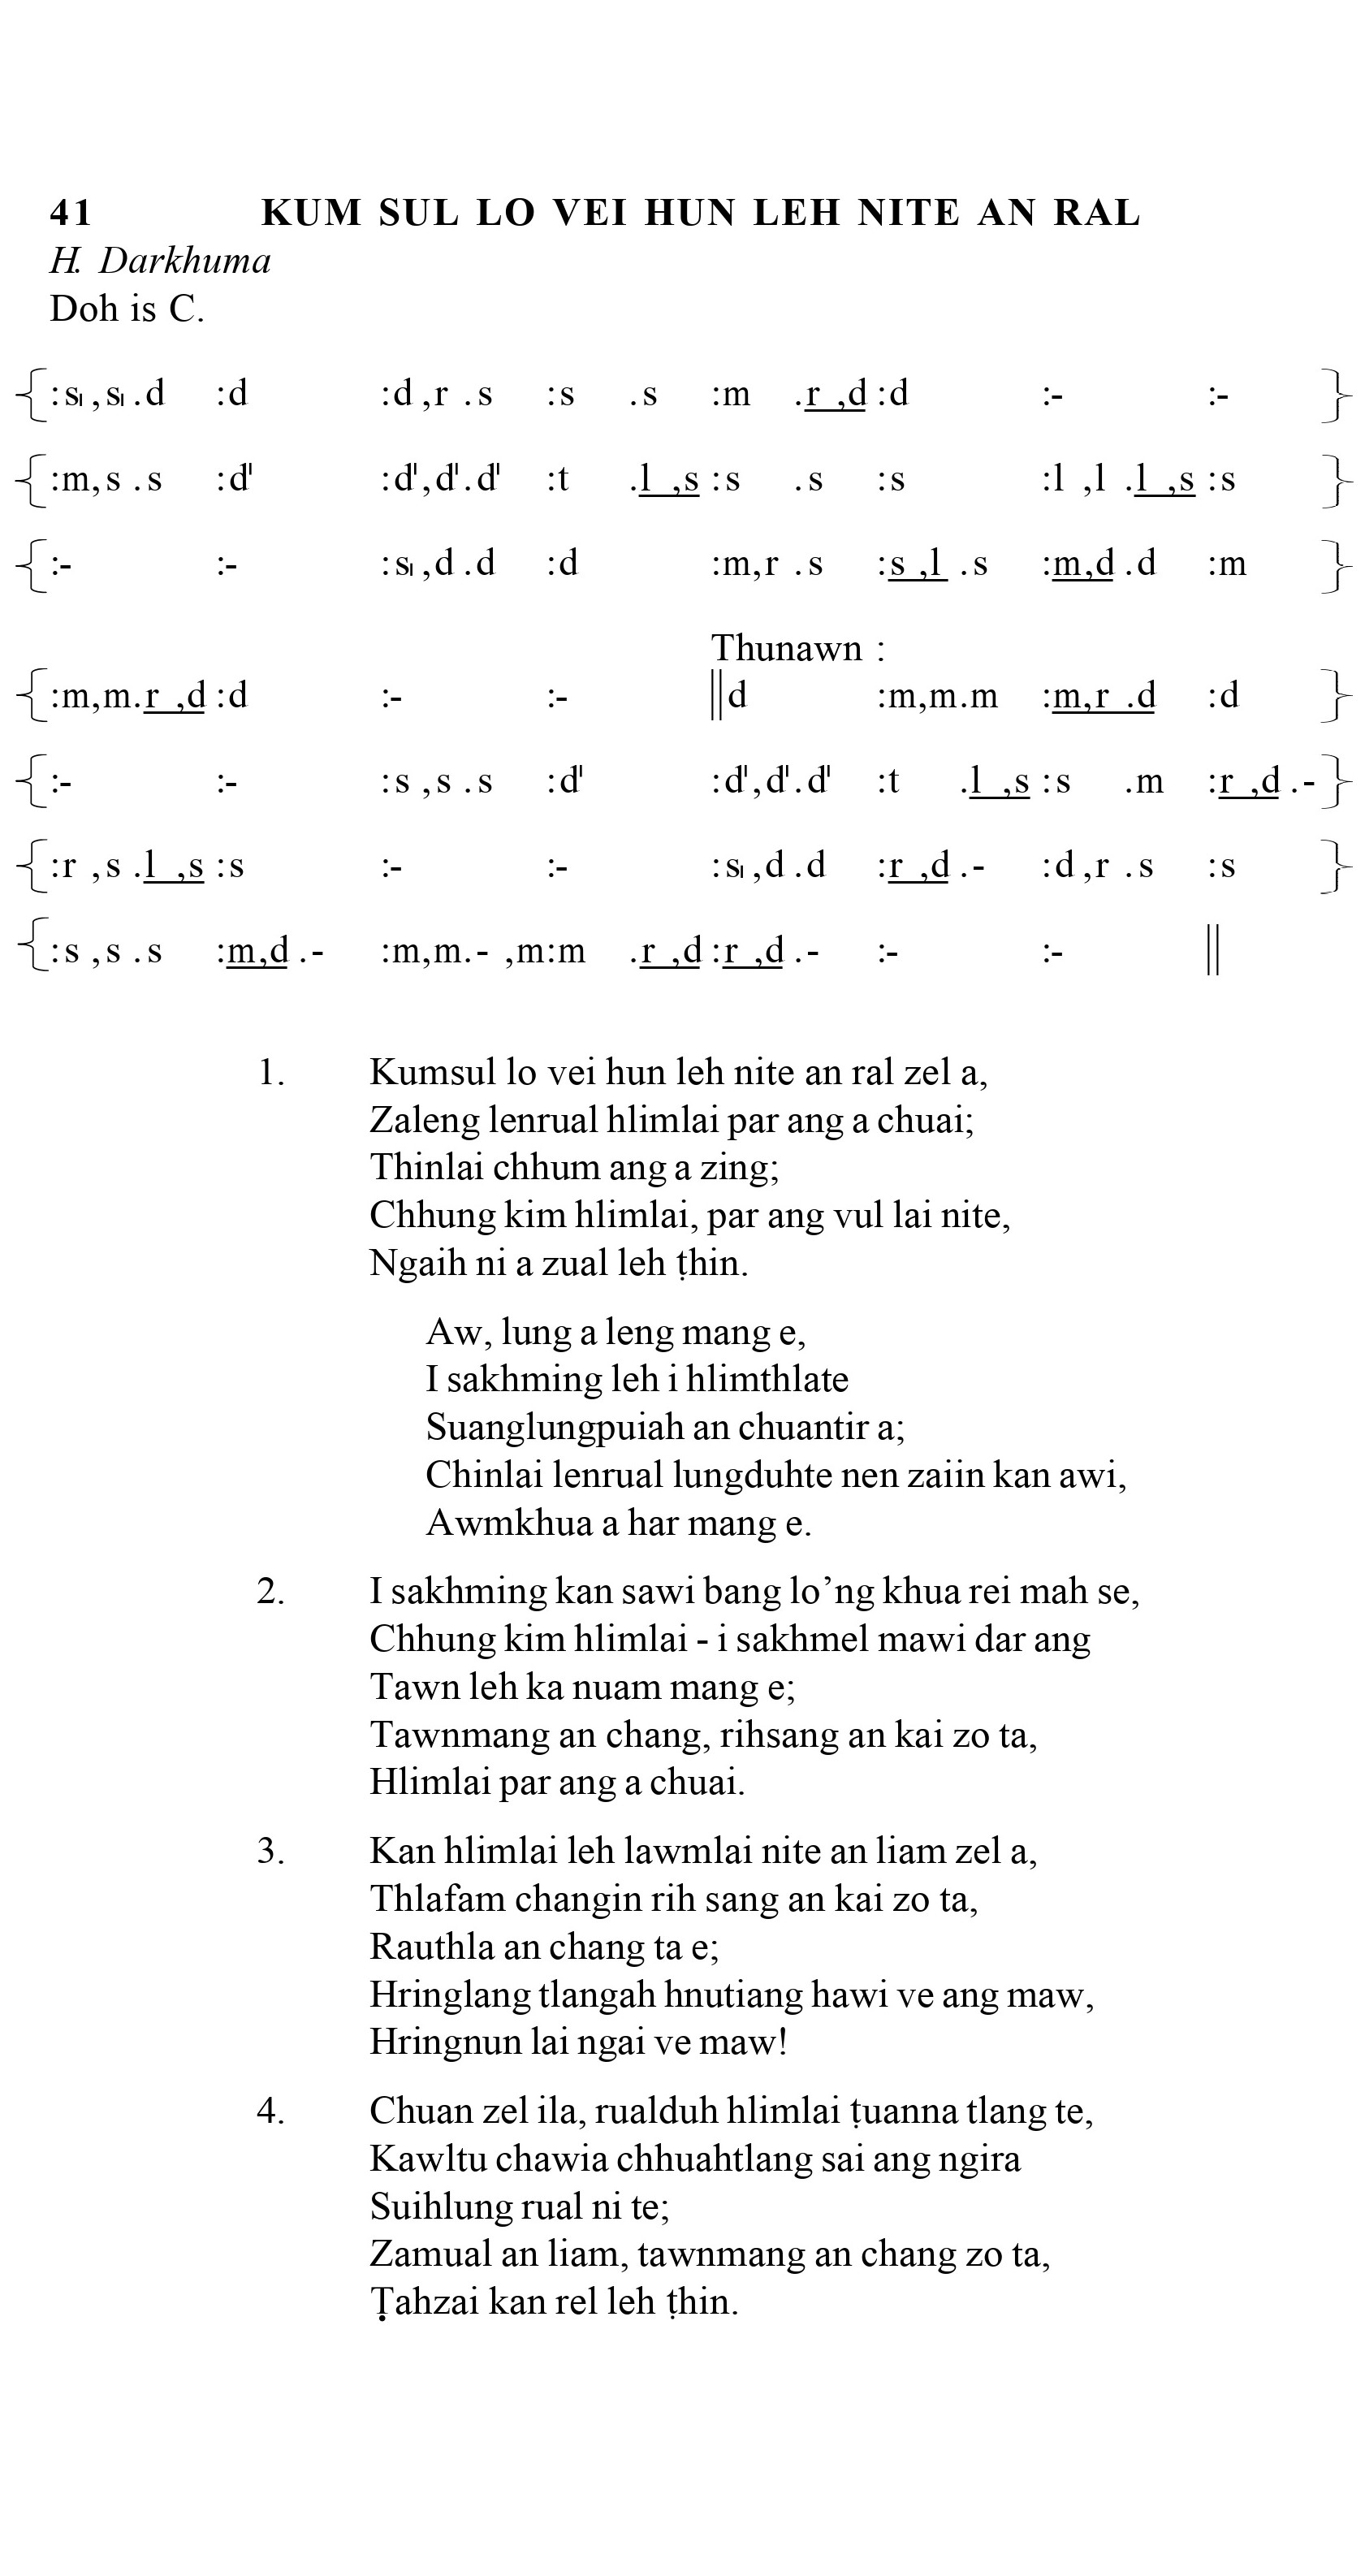 41 KUM SUL LO VEI HUN LEH NITE AN RAL
H. Darkhuma
Doh is C.
{:sˌ,sˌ.d :d :d,r.s :s .s :m .r,d :d :- :- }
{:m,s.s :d' :d',d'.d' :t .l,s :s .s :s :l,l.l,s :s }
{:- :- :sˌ,d.d :d :m,r.s :s,l.s :m,d.d :m }
Thunawn :
{:m,m.r,d :d :- :- ‖d :m,m.m :m,r.d :d }
{:- :- :s,s.s :d' :d',d'.d' :t .l,s :s .m :r,d.- }
{:r,s.l,s :s :- :- :sˌ,d.d :r,d.- :d,r.s :s }
{:s,s.s :m,d.- :m,m.-,m :m .r,d :r,d.- :- :- ‖
1. Kumsul lo vei hun leh nite an ral zel a,
Zaleng lenrual hlimlai par ang a chuai;
Thinlai chhum ang a zing;
Chhung kim hlimlai, par ang vul lai nite,
Ngaih ni a zual leh ṭhin.
Aw, lung a leng mang e,
I sakhming leh i hlimthlate
Suanglungpuiah an chuantir a;
Chinlai lenrual lungduhte nen zaiin kan awi,
Awmkhua a har mang e.
2. I sakhming kan sawi bang lo’ng khua rei mah se,
Chhung kim hlimlai - i sakhmel mawi dar ang
Tawn leh ka nuam mang e;
Tawnmang an chang, rihsang an kai zo ta,
Hlimlai par ang a chuai.
3. Kan hlimlai leh lawmlai nite an liam zel a,
Thlafam changin rih sang an kai zo ta,
Rauthla an chang ta e;
Hringlang tlangah hnutiang hawi ve ang maw,
Hringnun lai ngai ve maw!
4. Chuan zel ila, rualduh hlimlai ṭuanna tlang te,
Kawltu chawia chhuahtlang sai ang ngira
Suihlung rual ni te;
Zamual an liam, tawnmang an chang zo ta,
Ṭahzai kan rel leh ṭhin.